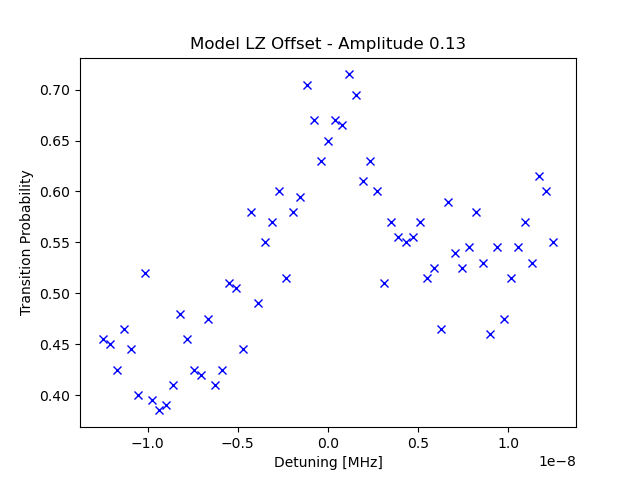 Model LZ Offset - Amplitude 0.13
Transition Probability
0.70
0.65
0.60
0.55
0.50
0.45
0.40
−1.0 −0.5 0.0 0.5 1.0
1e−8
Detuning [MHz]